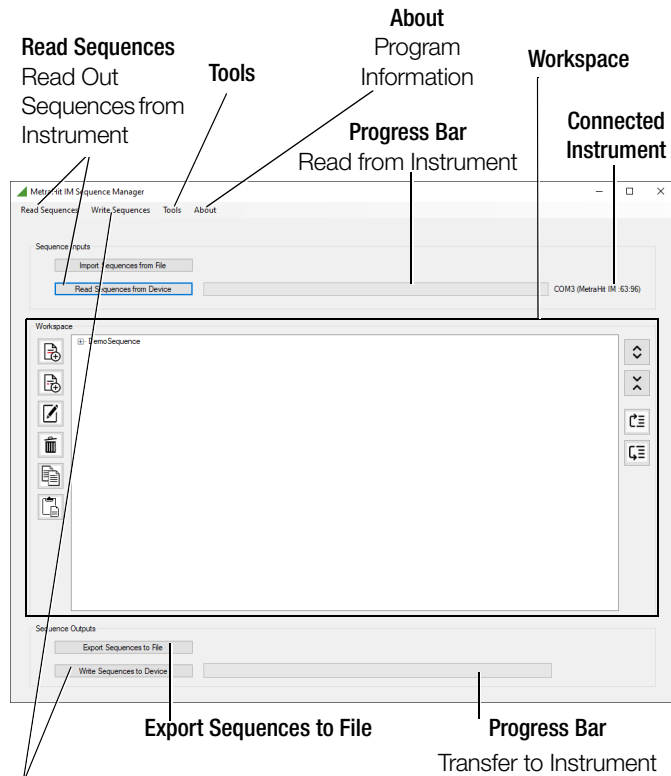 About
Read Sequences
Program
Tools
Workspace
Read Out
Information
Sequences from
Connected
Progress Bar
Instrument
Instrument
Read from Instrument
MetraHit IM Sequence Manager
Read Sequences Write Sequences Tools About
Sequence Inputs
Import Sequences from File
Read Sequences from Device
COM3 (MetraHit IM :63:96)
Workspace
DemoSequence
Sequence Outputs
Export Sequences to File
Write Sequences to Device
Export Sequences to File
Progress Bar
Transfer to Instrument